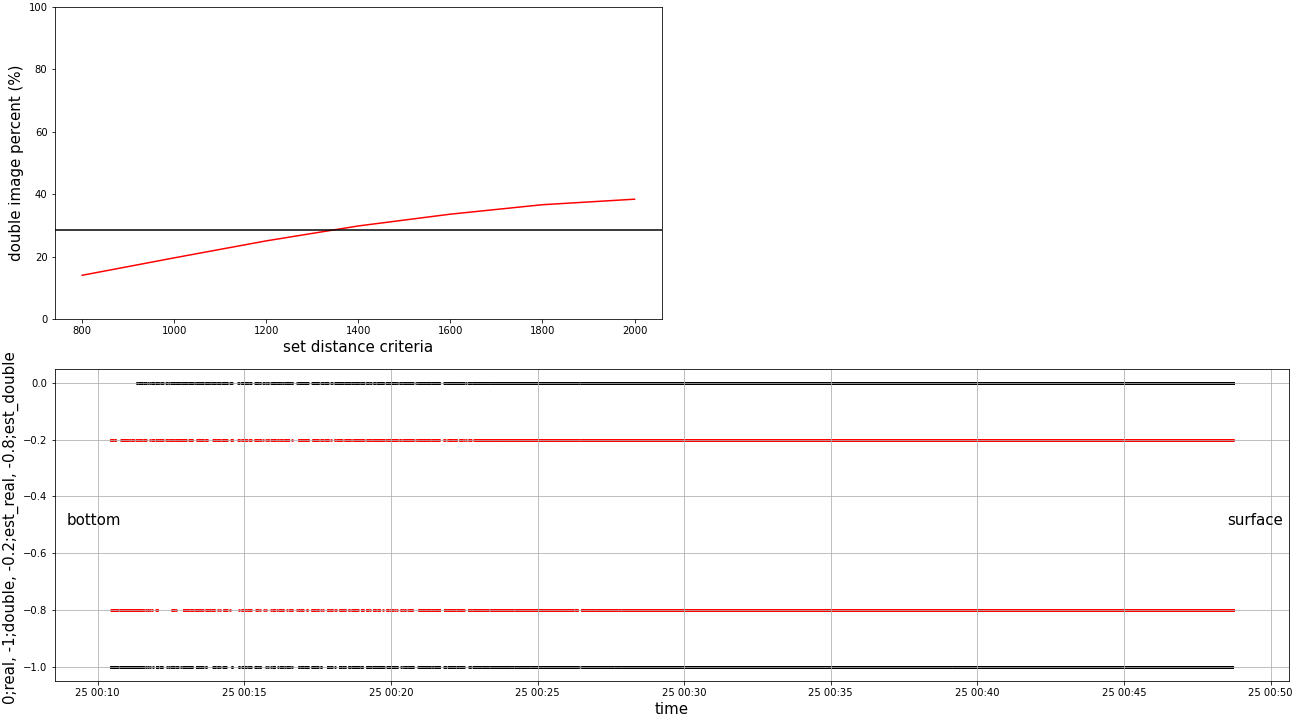 100
80
60
40
20
0
double image percent (%)
800 1000 1200 1400 1600 1800 2000
set distance criteria
0;real, -1;double, -0.2;est_real, -0.8;est_double
0.0
−0.2
−0.4
−0.6
−0.8
−1.0
bottom
surface
25 00:10 25 00:15 25 00:20 25 00:25 25 00:30 25 00:35 25 00:40 25 00:45 25 00:50
time